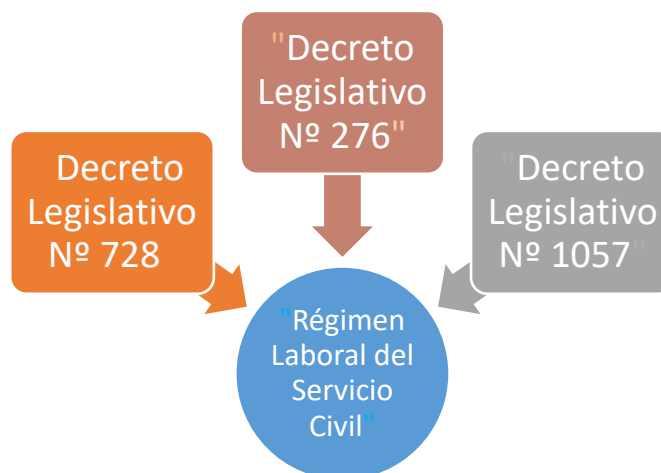 "Decreto
Legislativo
Nº 276"
Decreto
Legislativo
Nº 728
"Decreto
Legislativo
Nº 1057"
"Régimen
Laboral del
Servicio
Civil"